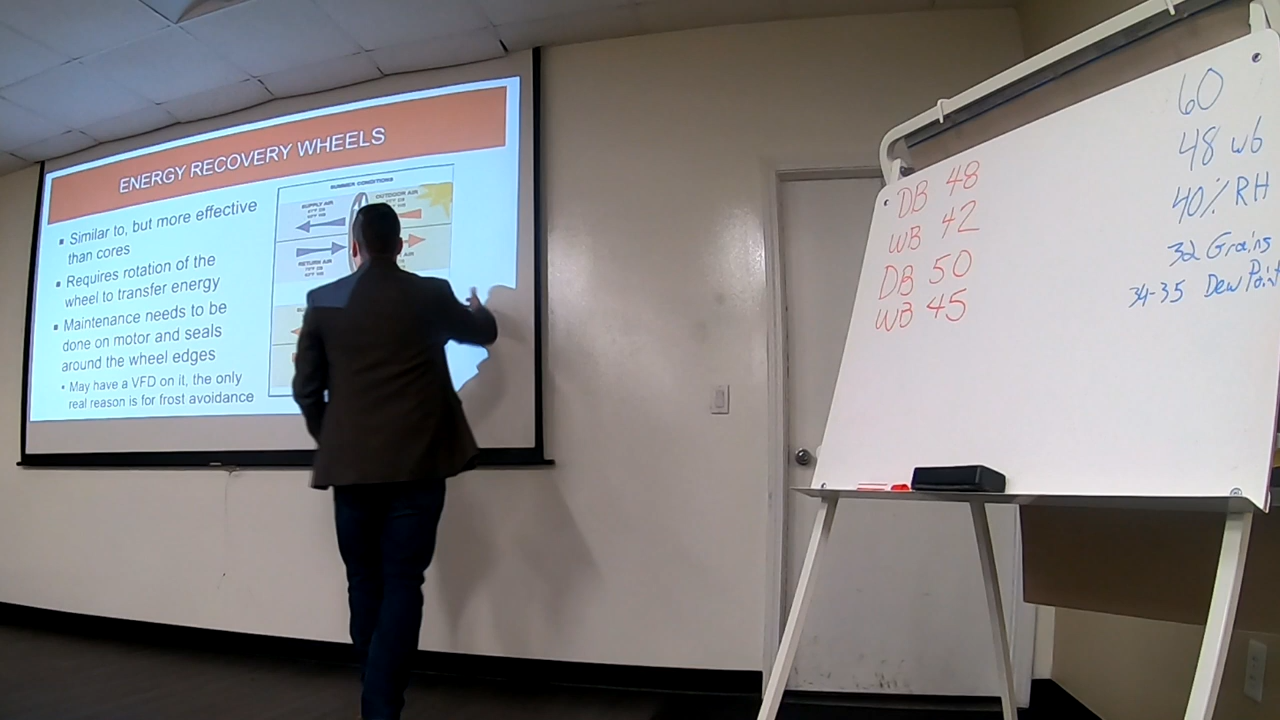 ENERGY RECOVERY WHEELS
Similar to, but more effective
than cores
Requires rotation of the
wheel to transfer energy
Maintenance needs to be
done on motor and seals
around the wheel edges
May have a VFD on it, the only
real reason is for frost avoidance
SUMMER CONDITIONS
SUPPLY AIR
OUTDOOR AIR
RETURN AIR
AIR
DB 48
WB 42
DB 50
WB 45
60
48 wb
40% RH
32 Grains
34-35 Dew Point